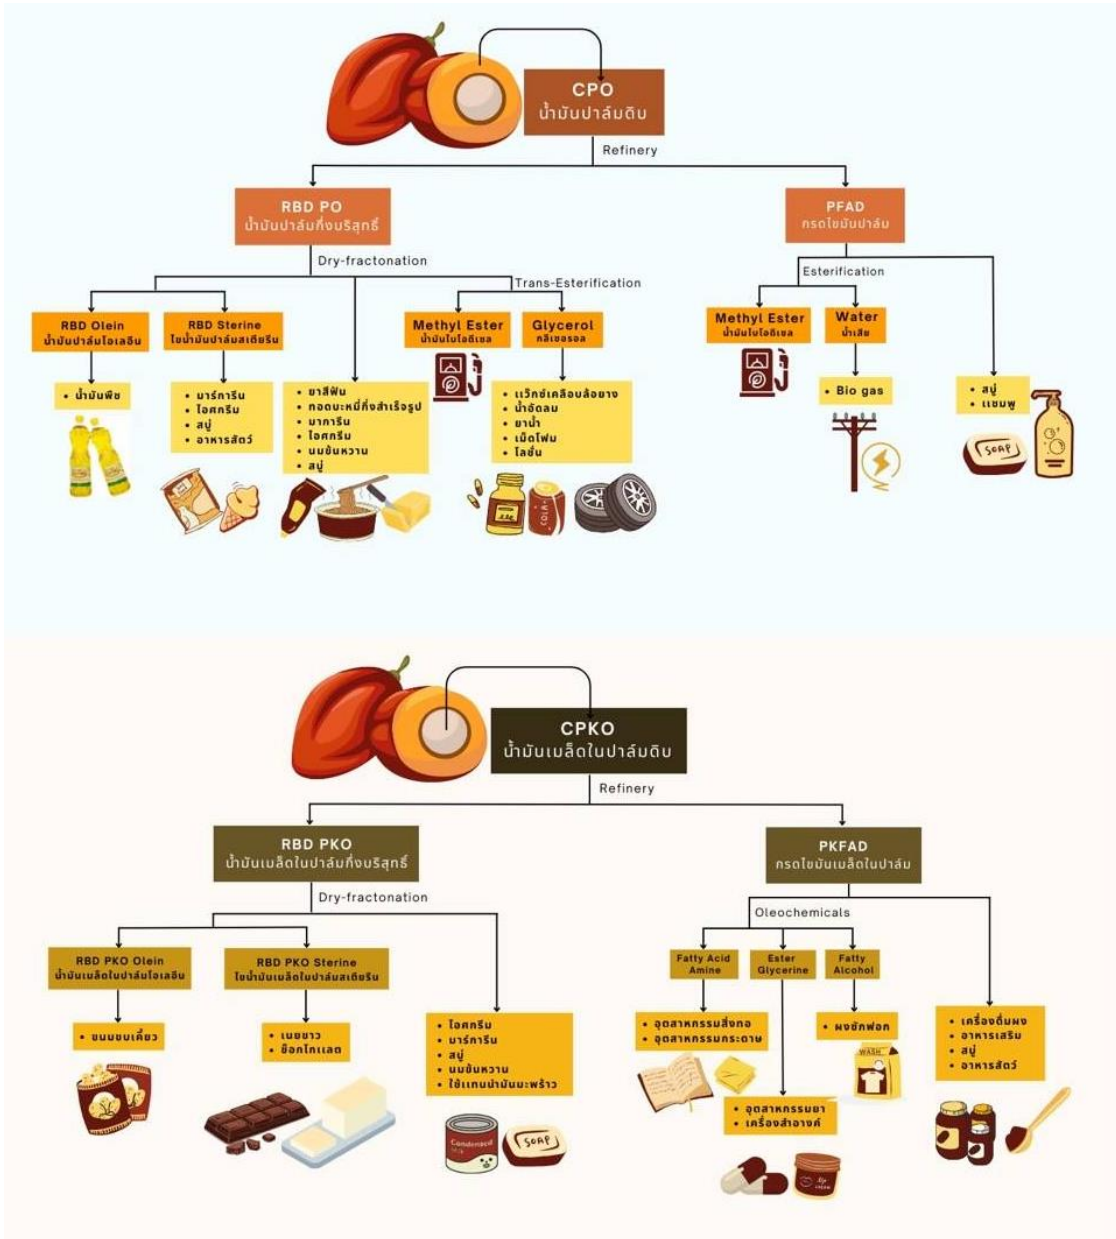 CPO
น้ำมันปาล์มดิบ
Refinery
RBD PO
น้ำมันปาล์มกึ่งบริสุทธิ์
PFAD
กรดไขมันปาล์ม
Dry-fractonation
Trans-Esterification
Esterification
RBD Olein
น้ำมันปาล์มโอเลอีน
RBD Sterine
ไขน้ำมันปาล์มสเตียรีน
Methyl Ester
น้ำมันไบโอดีเซล
Glycerol
กลีเซอรอล
Methyl Ester
น้ำมันไบโอดีเซล
Water
น้ำเสีย
• น้ำมันพืช
• มาร์การีน
• ไอศกรีม
• สบู่
• อาหารสัตว์
• ยาสีฟัน
• ทอดบะหมี่กึ่งสำเร็จรูป
• มาการีน
• ไอศกรีม
• นมข้นหวาน
• สบู่
• แว๊กซ์เคลือบล้อยาง
• น้ำอัดลม
• ยาน้ำ
• เม็ดโฟม
• โลชั่น
• Bio gas
• สบู่
• แชมพู
COLA
SOAP
CPKO
น้ำมันเมล็ดในปาล์มดิบ
Refinery
RBD PKO
น้ำมันเมล็ดในปาล์มกึ่งบริสุทธิ์
PKFAD
กรดไขมันเมล็ดในปาล์ม
Dry-fractonation
Oleochemicals
RBD PKO Olein
น้ำมันเมล็ดในปาล์มโอเลอีน
RBD PKO Sterine
ไขน้ำมันเมล็ดในปาล์มสเตียรีน
Fatty Acid
Amine
Ester
Glycerine
Fatty
Alcohol
• ขนมขบเคี้ยว
• เนยขาว
• ช็อกโกแลต
• ไอศกรีม
• มาร์การีน
• สบู่
• นมข้นหวาน
• ใช้แทนน้ำมันมะพร้าว
• อุตสาหกรรมสิ่งทอ
• อุตสาหกรรมกระดาษ
• ผงซักฟอก
• เครื่องดื่มผง
• อาหารเสริม
• สบู่
• อาหารสัตว์
WASH
• อุตสาหกรรมยา
• เครื่องสำอางค์
Condensed
SOAP